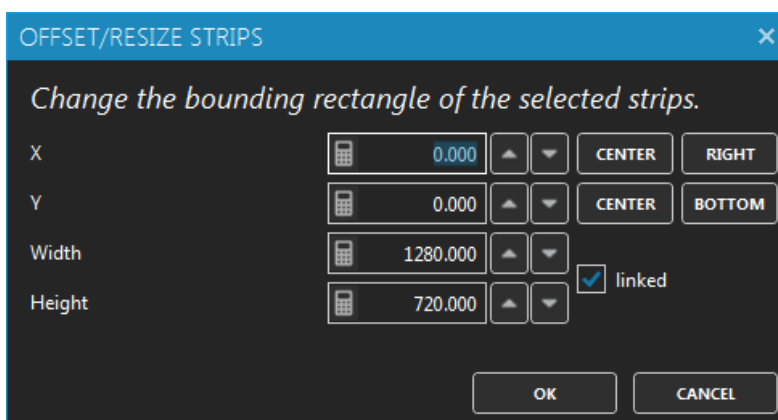 OFFSET/RESIZE STRIPS
Change the bounding rectangle of the selected strips.
X 0.000 CENTER RIGHT
Y 0.000 CENTER BOTTOM
Width 1280.000
linked
Height 720.000
OK CANCEL